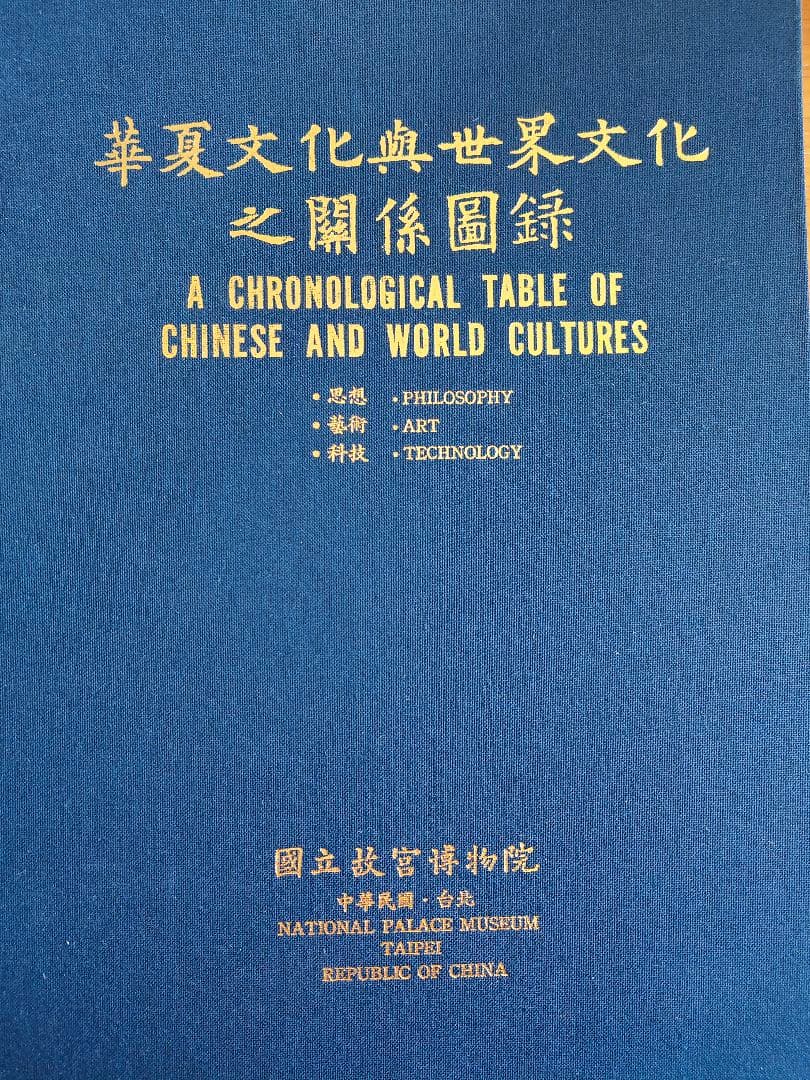 華夏文化與世界文化
之關係圖錄
A CHRONOLOGICAL TABLE OF
CHINESE AND WORLD CULTURES
• 思想 • PHILOSOPHY
• 藝術 • ART
• 科技 • TECHNOLOGY
國立故宮博物院
中華民國・台北
NATIONAL PALACE MUSEUM
TAIPEI
REPUBLIC OF CHINA